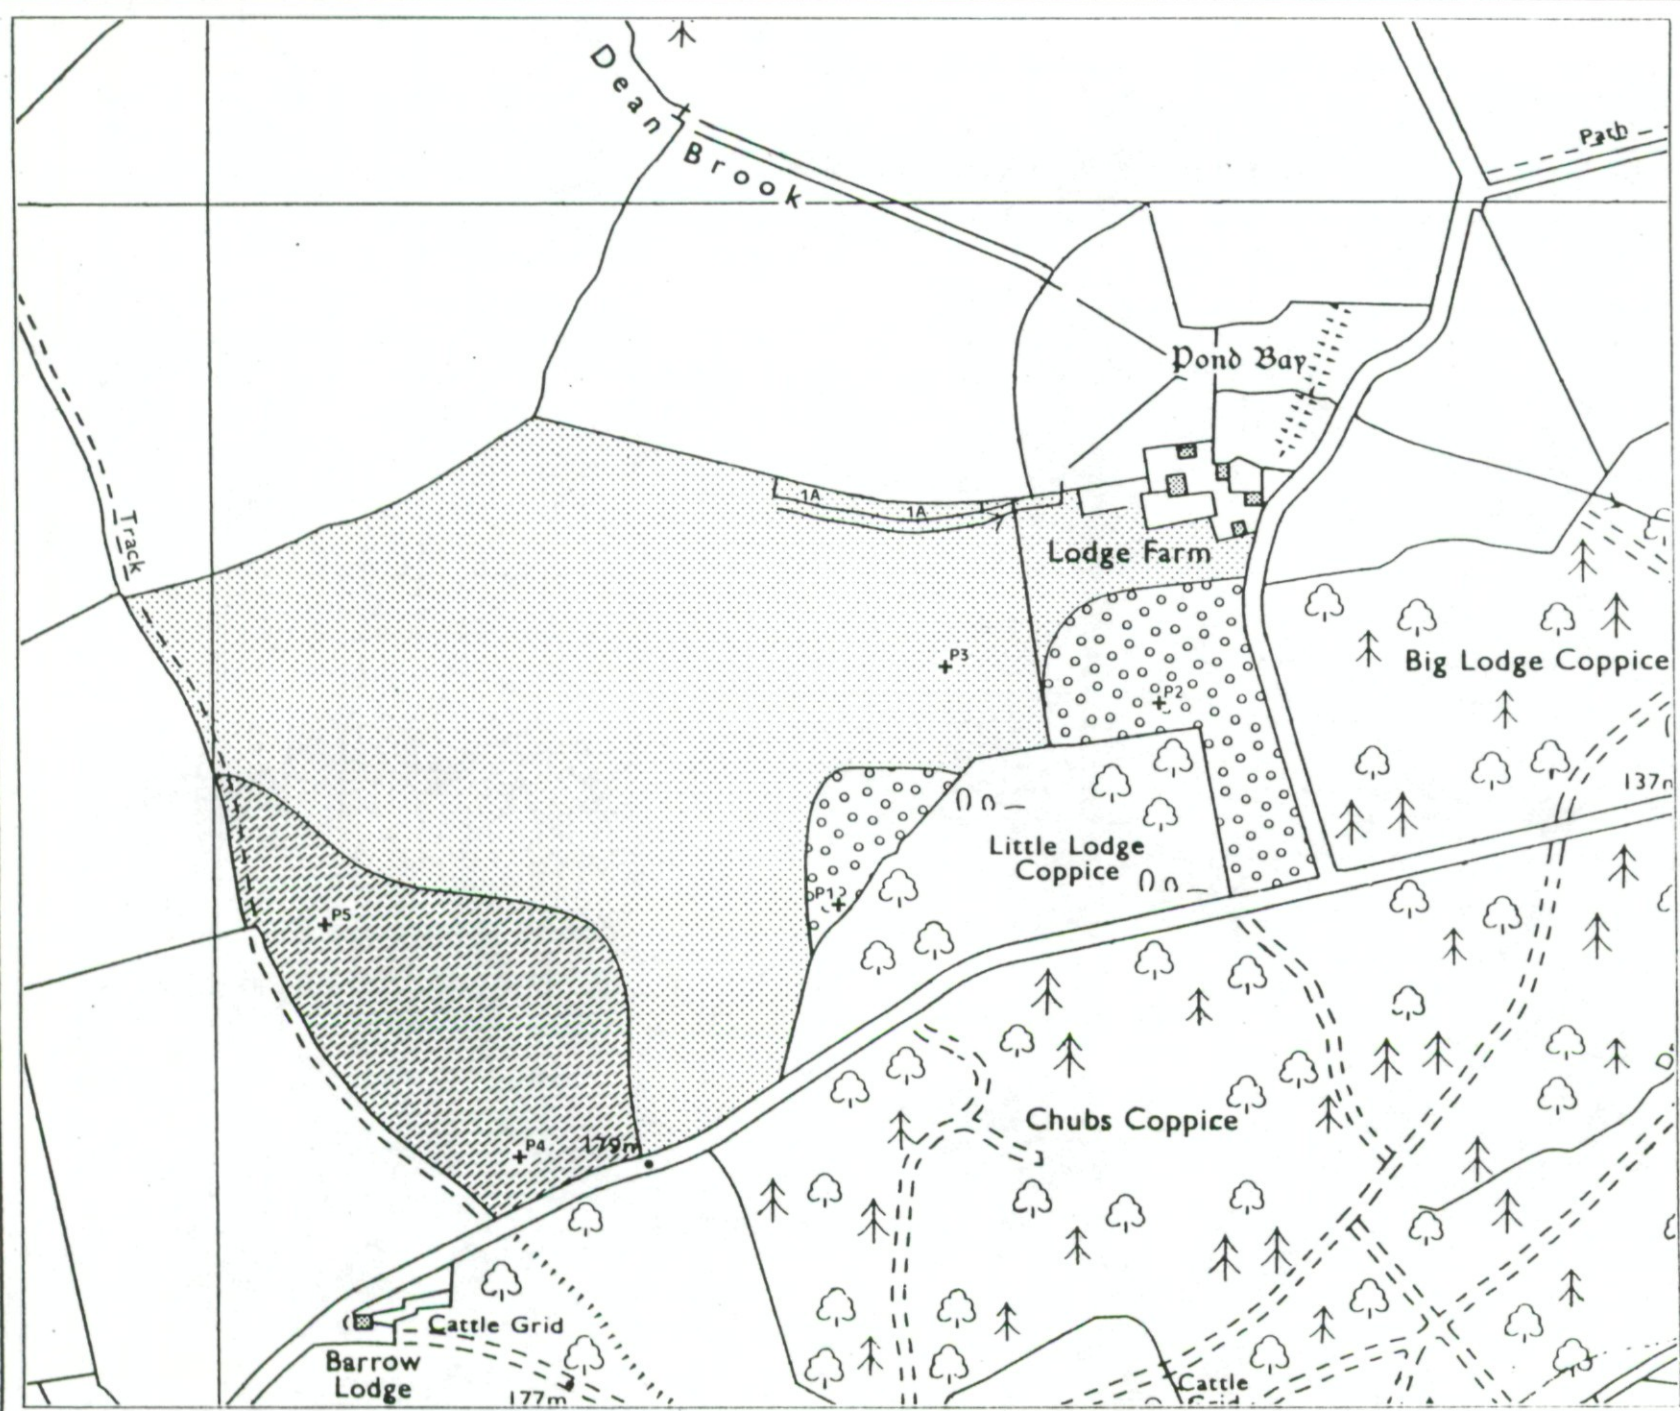 Dean
Brook
Path
Pond Bay
Track
1A
1A
Lodge Farm
P3
Big Lodge Coppice
P2
137m
Little Lodge
Coppice
P1
P5
Chubs Coppice
P4
179m
Cattle Grid
Barrow
Lodge
177m
Cattle
Grid